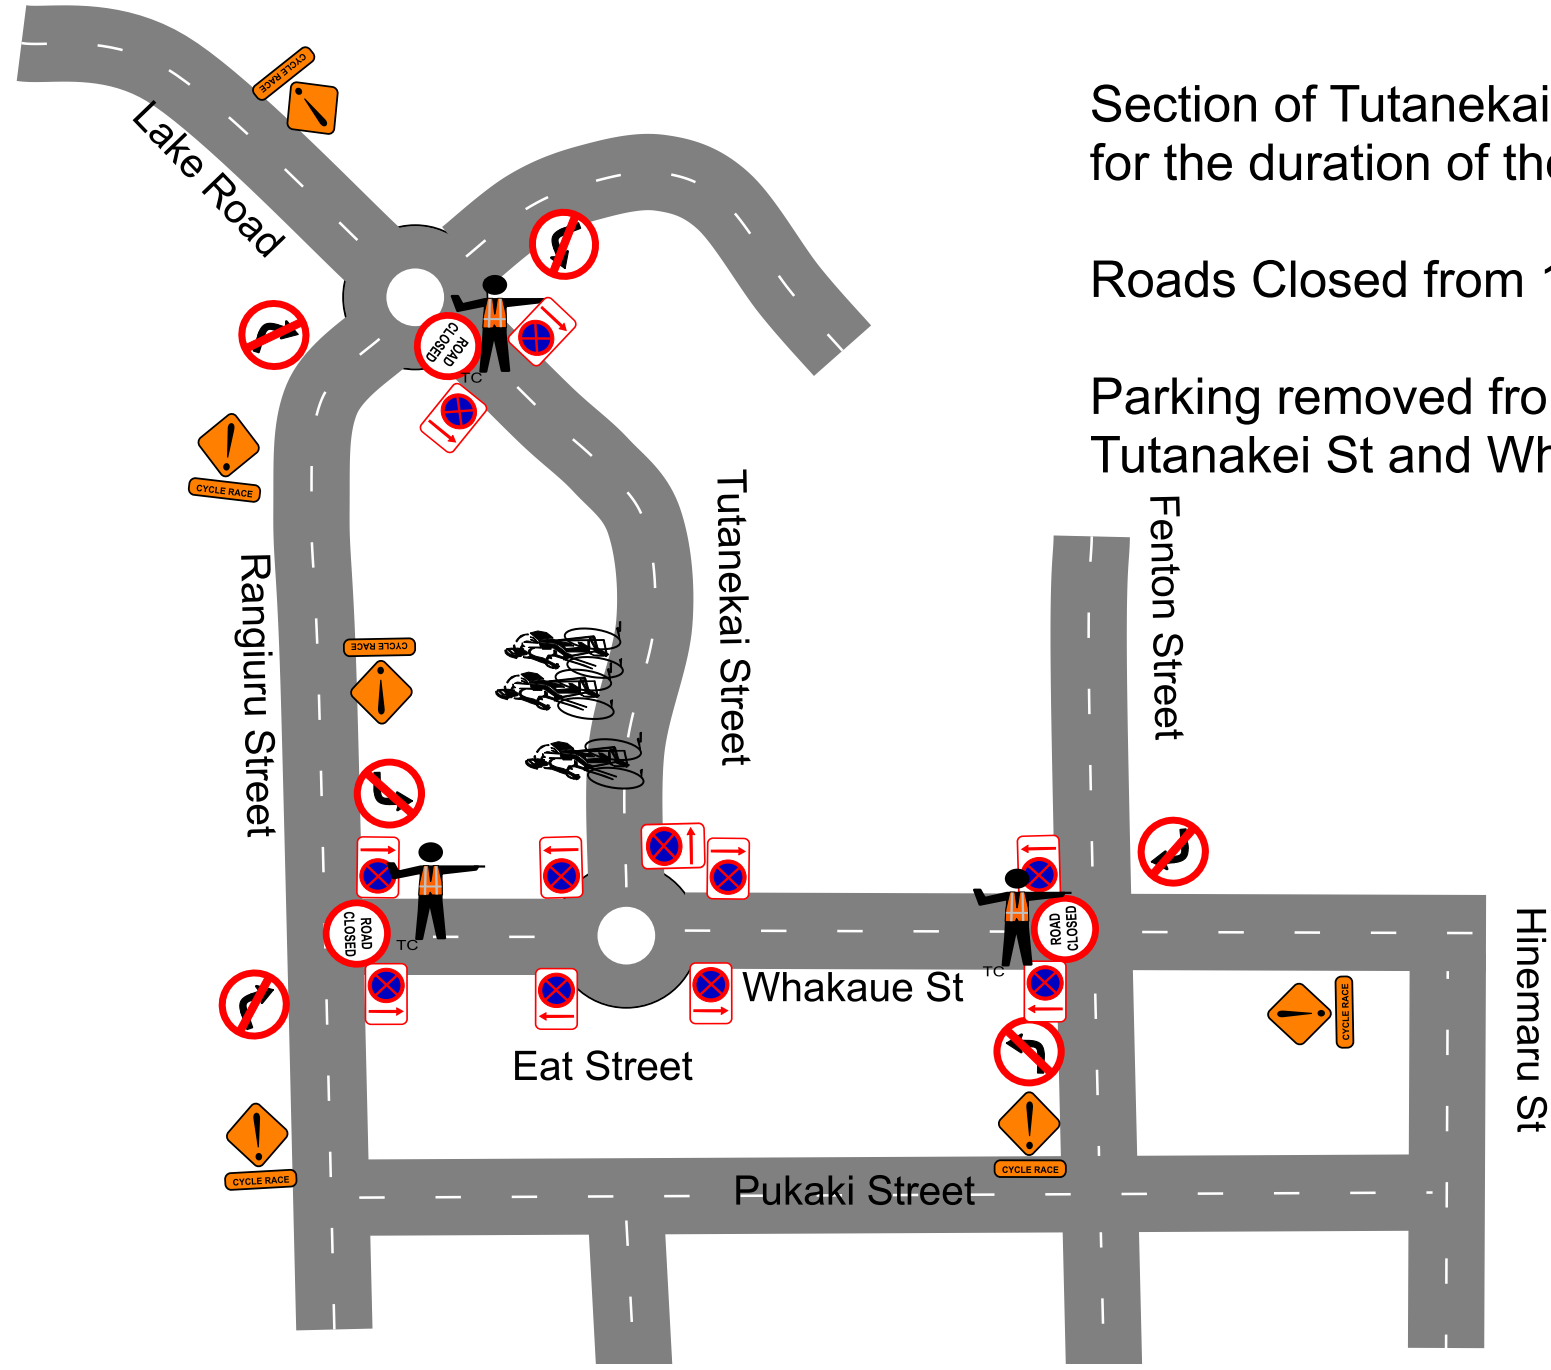 Section of Tutanekai
for the duration of the
Roads Closed from 1
Parking removed fro
Tutanakei St and Wh
CYCLE RACE
Lake Road
ROAD
CLOSED
TC
CYCLE RACE
Tutanekai Street
Fenton Street
Rangiuru Street
CYCLE RACE
ROAD
CLOSED
TC
ROAD
CLOSED
TC
Whakaue St
Hinemaru St
CYCLE RACE
Eat Street
CYCLE RACE
CYCLE RACE
Pukaki Street